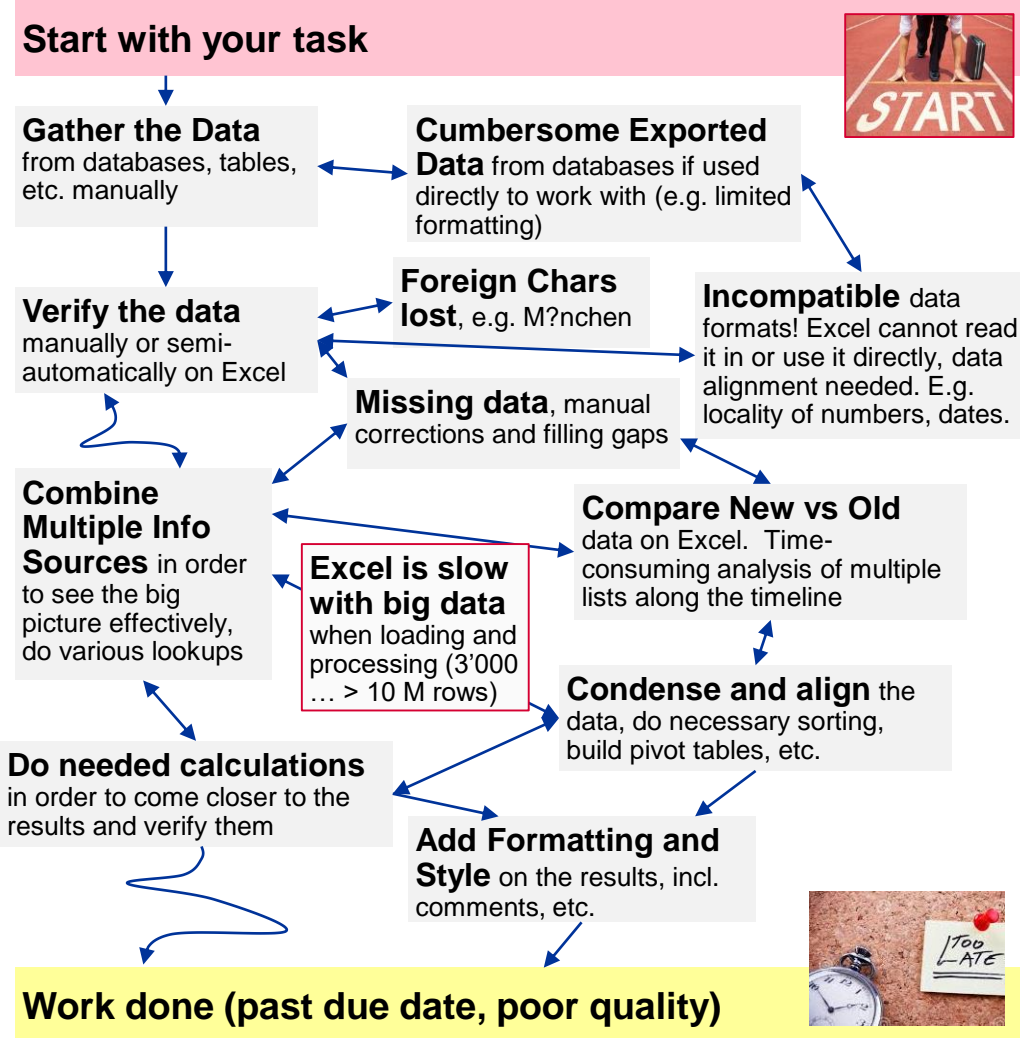 Start with your task
START
Gather the Data
from databases, tables,
etc. manually
Cumbersome Exported
Data from databases if used
directly to work with (e.g. limited
formatting)
Foreign Chars
lost, e.g. M?nchen
Incompatible data
formats! Excel cannot read
it in or use it directly, data
alignment needed. E.g.
locality of numbers, dates.
Verify the data
manually or semi-
automatically on Excel
Missing data, manual
corrections and filling gaps
Combine
Multiple Info
Sources in order
to see the big
picture effectively,
do various lookups
Compare New vs Old
data on Excel.  Time-
consuming analysis of multiple
lists along the timeline
Excel is slow
with big data
when loading and
processing (3’000
… > 10 M rows)
Condense and align the
data, do necessary sorting,
build pivot tables, etc.
Do needed calculations
in order to come closer to the
results and verify them
Add Formatting and
Style on the results, incl.
comments, etc.
TOO
LATE
Work done (past due date, poor quality)